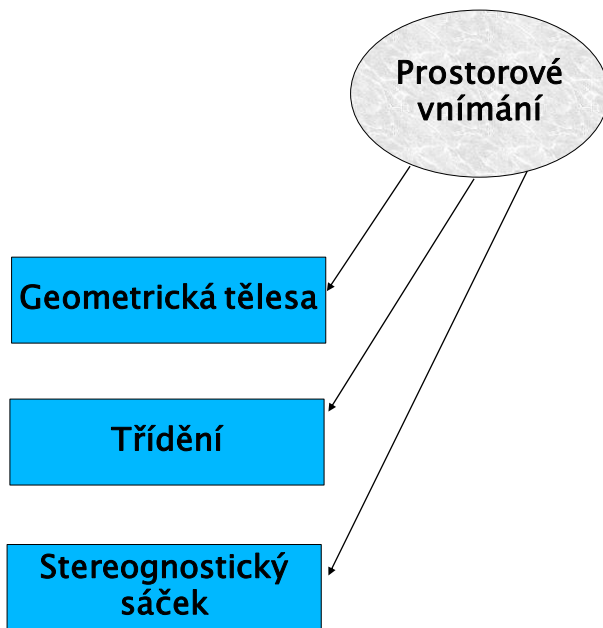 Prostorové
vnímání
Geometrická tělesa
Třídění
Stereognostický
sáček